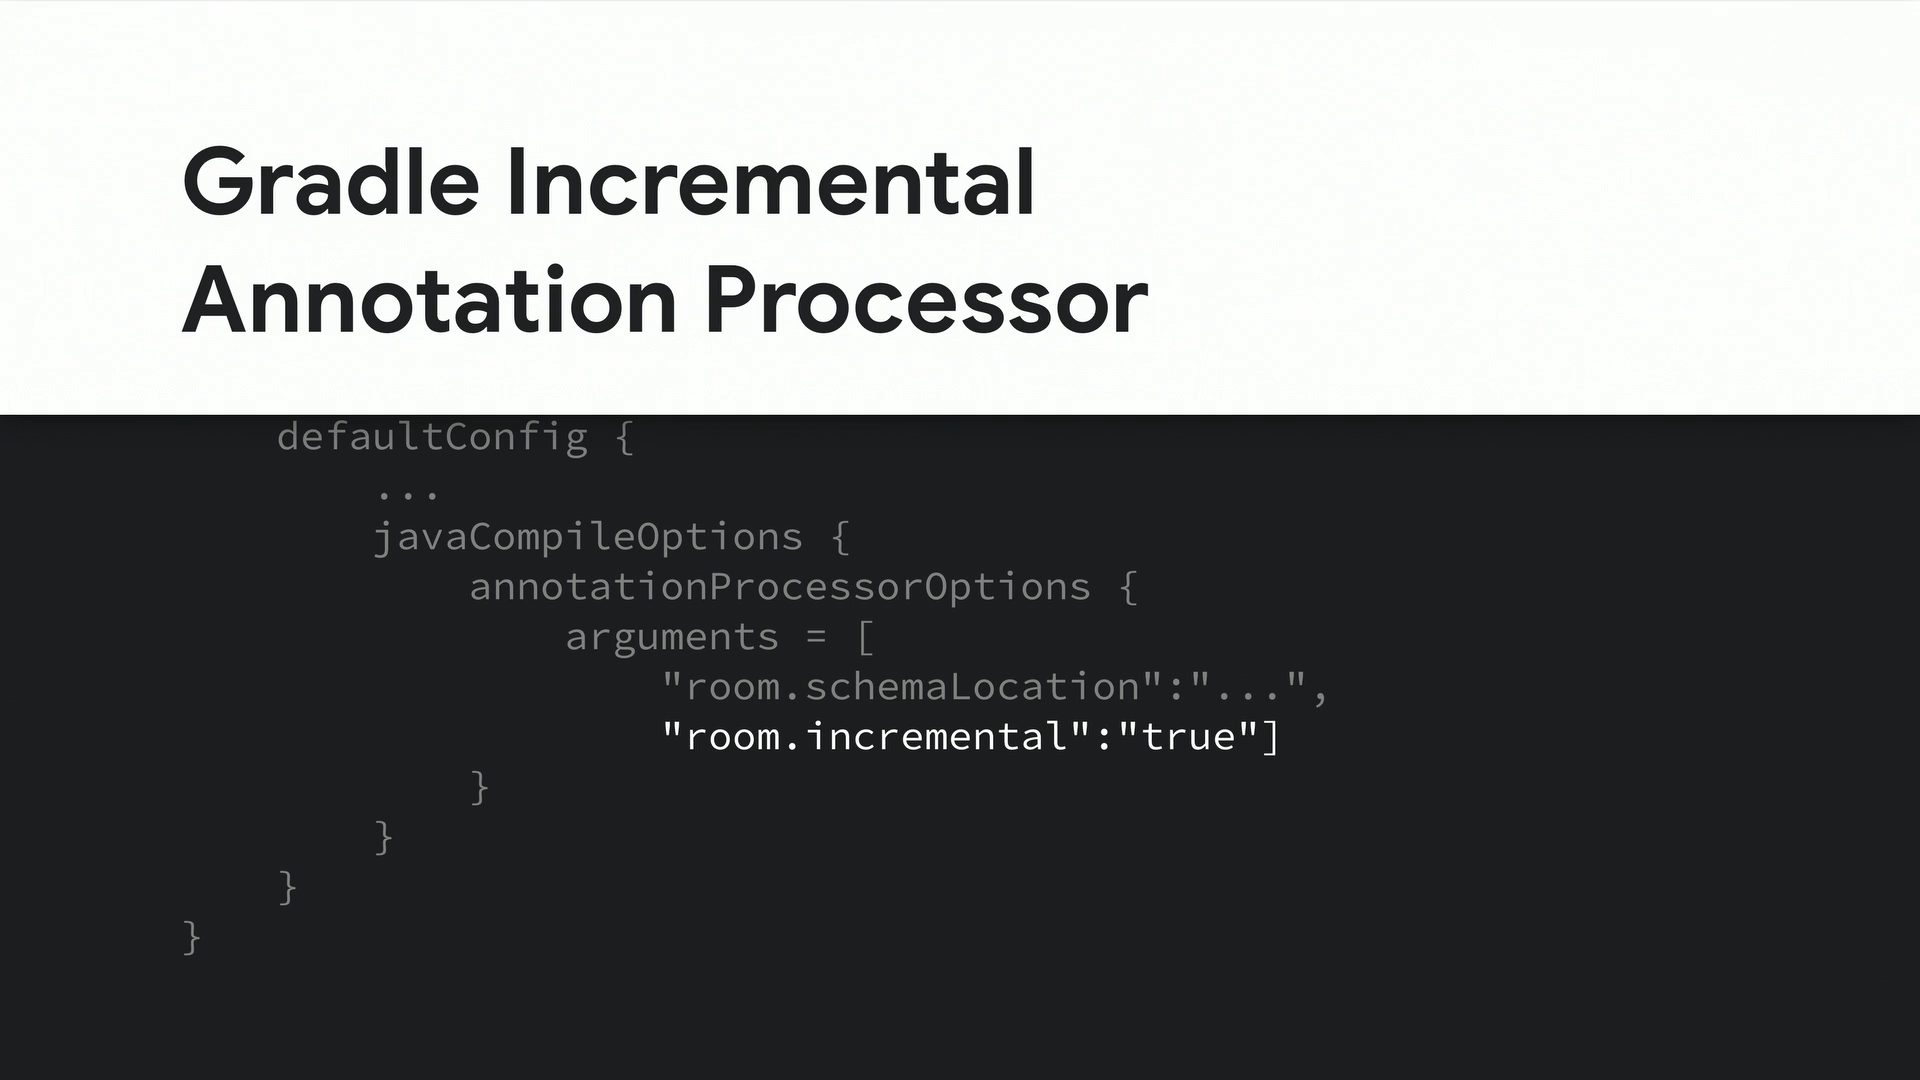 Gradle Incremental
Annotation Processor
defaultConfig {
...
javaCompileOptions {
annotationProcessorOptions {
arguments = [
"room.schemaLocation":"...",
"room.incremental":"true"]
}
}
}
}